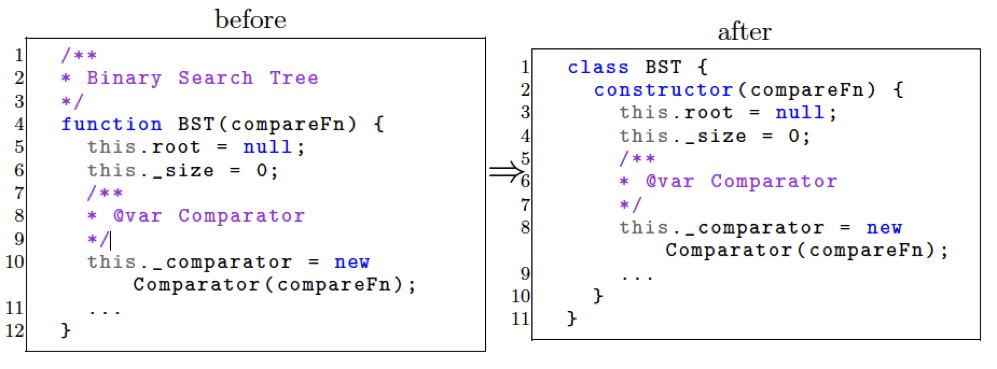 before
1 /**
2 * Binary Search Tree
3 */
4 function BST(compareFn) {
5 this.root = null;
6 this._size = 0;
7 /**
8 * @var Comparator
9 */
10 this._comparator = new
Comparator(compareFn);
11 ...
12 }
⇒
after
1 class BST {
2 constructor(compareFn) {
3 this.root = null;
4 this._size = 0;
5 /**
6 * @var Comparator
7 */
8 this._comparator = new
Comparator(compareFn);
9 ...
10 }
11 }